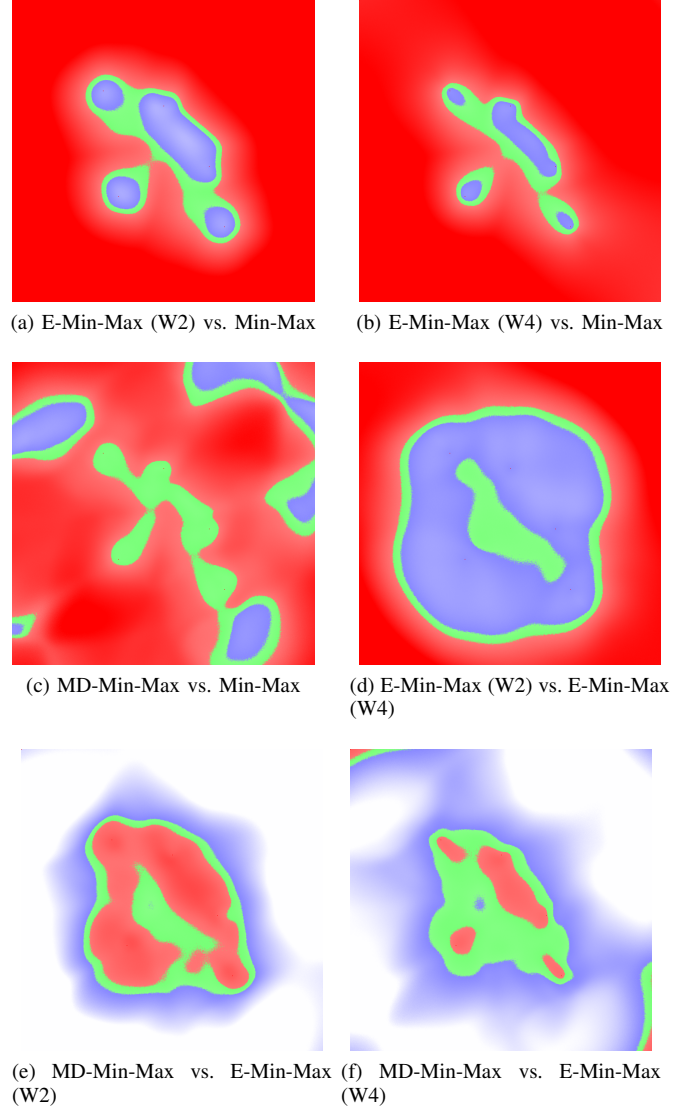 (a) E-Min-Max (W2) vs. Min-Max
(b) E-Min-Max (W4) vs. Min-Max
(c) MD-Min-Max vs. Min-Max
(d) E-Min-Max (W2) vs. E-Min-Max
(W4)
(e) MD-Min-Max vs. E-Min-Max
(W2)
(f) MD-Min-Max vs. E-Min-Max
(W4)